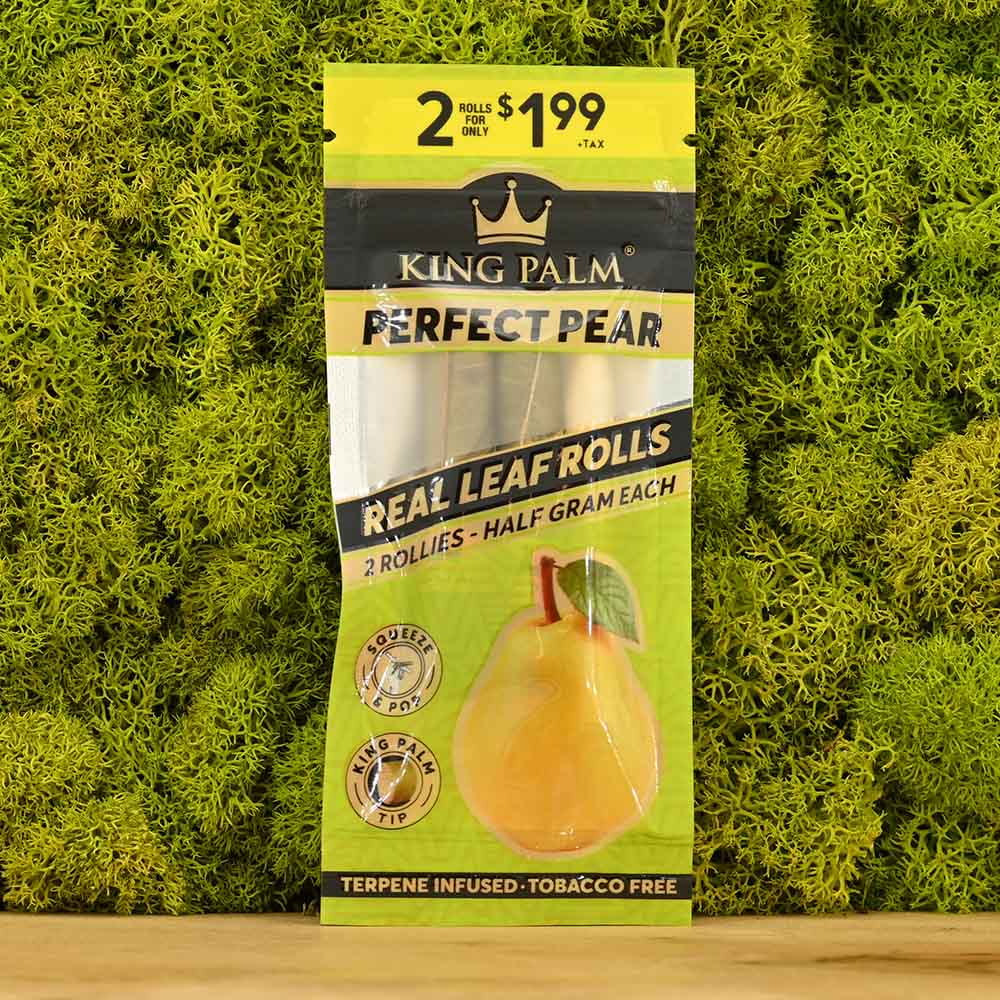 2 ROLLS FOR ONLY $1.99 +TAX
KING PALM®
PERFECT PEAR
REAL LEAF ROLLS
2 ROLLIES - HALF GRAM EACH
SQUEEZE & POP
KING PALM TIP
TERPENE INFUSED · TOBACCO FREE